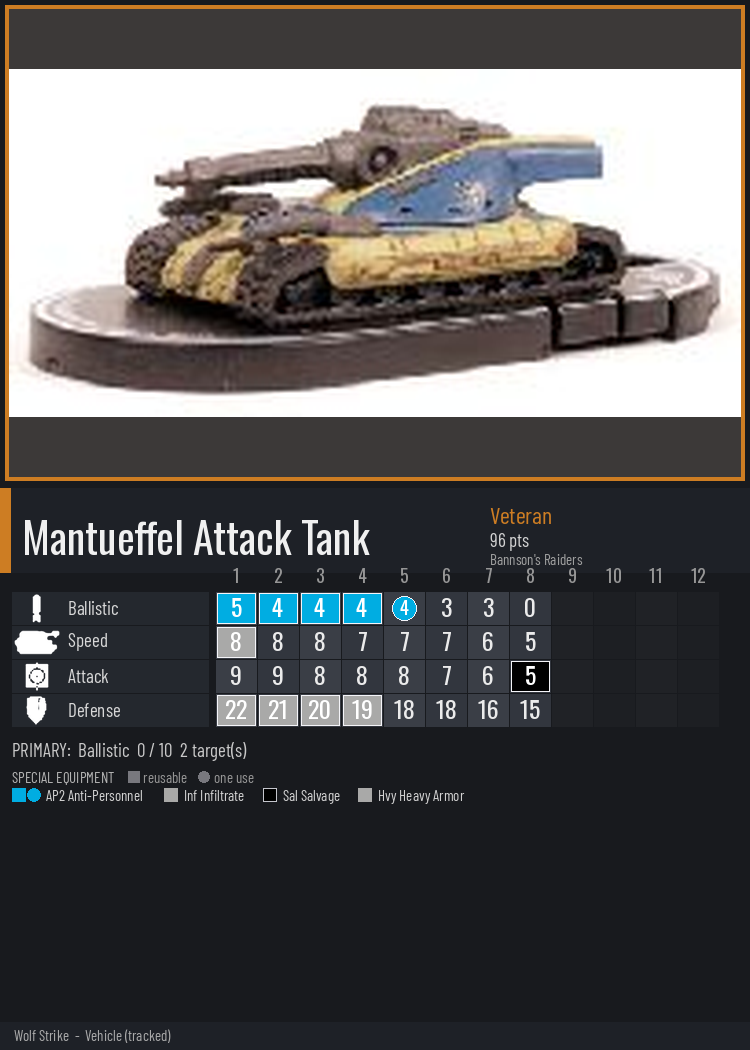 Mantueffel Attack Tank
Veteran
96 pts
Bannson's Raiders
1 2 3 4 5 6 7 8 9 10 11 12
Ballistic 5 4 4 4 4 3 3 0
Speed 8 8 8 7 7 7 6 5
Attack 9 9 8 8 8 7 6 5
Defense 22 21 20 19 18 18 16 15
PRIMARY: Ballistic 0 / 10 2 target(s)
SPECIAL EQUIPMENT reusable one use
AP2 Anti-Personnel Inf Infiltrate Sal Salvage Hvy Heavy Armor
Wolf Strike - Vehicle (tracked)